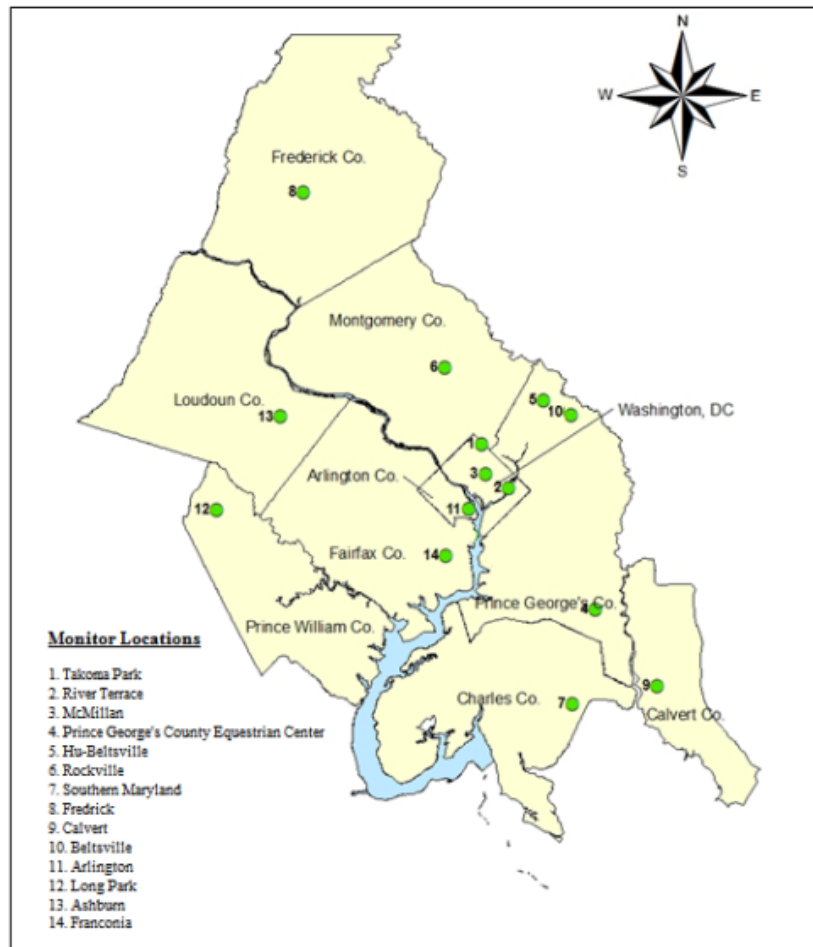 N
W E
S
Frederick Co.
8
Montgomery Co.
6
Loudoun Co.
13
5
10
Washington, DC
1
3
Arlington Co.
2
11
12
14
Fairfax Co.
Prince George's Co.
4
Prince William Co.
9
Charles Co.
7
Calvert Co.
Monitor Locations
1. Takoma Park
2. River Terrace
3. McMillan
4. Prince George's County Equestrian Center
5. Hu-Beltsville
6. Rockville
7. Southern Maryland
8. Fredrick
9. Calvert
10. Beltsville
11. Arlington
12. Long Park
13. Ashburn
14. Franconia